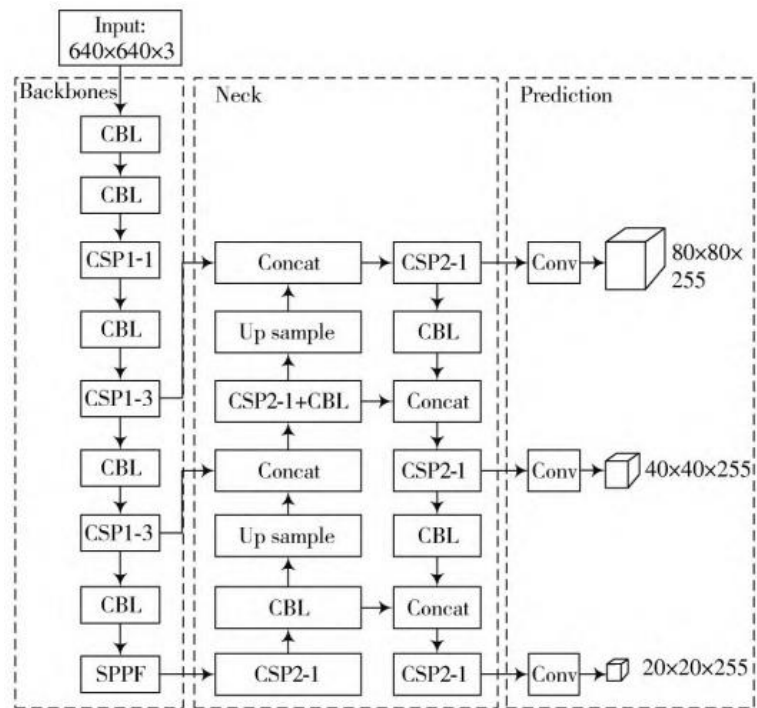 Input:
640×640×3
Backbones
CBL
CBL
CSP1-1
CBL
CSP1-3
CBL
CSP1-3
CBL
SPPF
Neck
Concat
Up sample
CSP2-1+CBL
Concat
Up sample
CBL
CSP2-1
CSP2-1
CBL
Concat
CSP2-1
CBL
Concat
CSP2-1
Prediction
Conv
80×80×
255
Conv
40×40×255
Conv
20×20×255